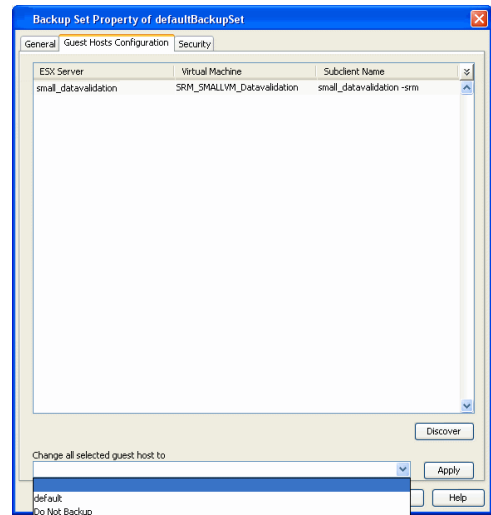 Backup Set Property of defaultBackupSet
General Guest Hosts Configuration Security
ESX Server Virtual Machine Subclient Name
small_datavalidation SRM_SMALLVM_Datavalidation small_datavalidation -srm
Discover
Change all selected guest host to
Apply
default
Help
Do Not Backup